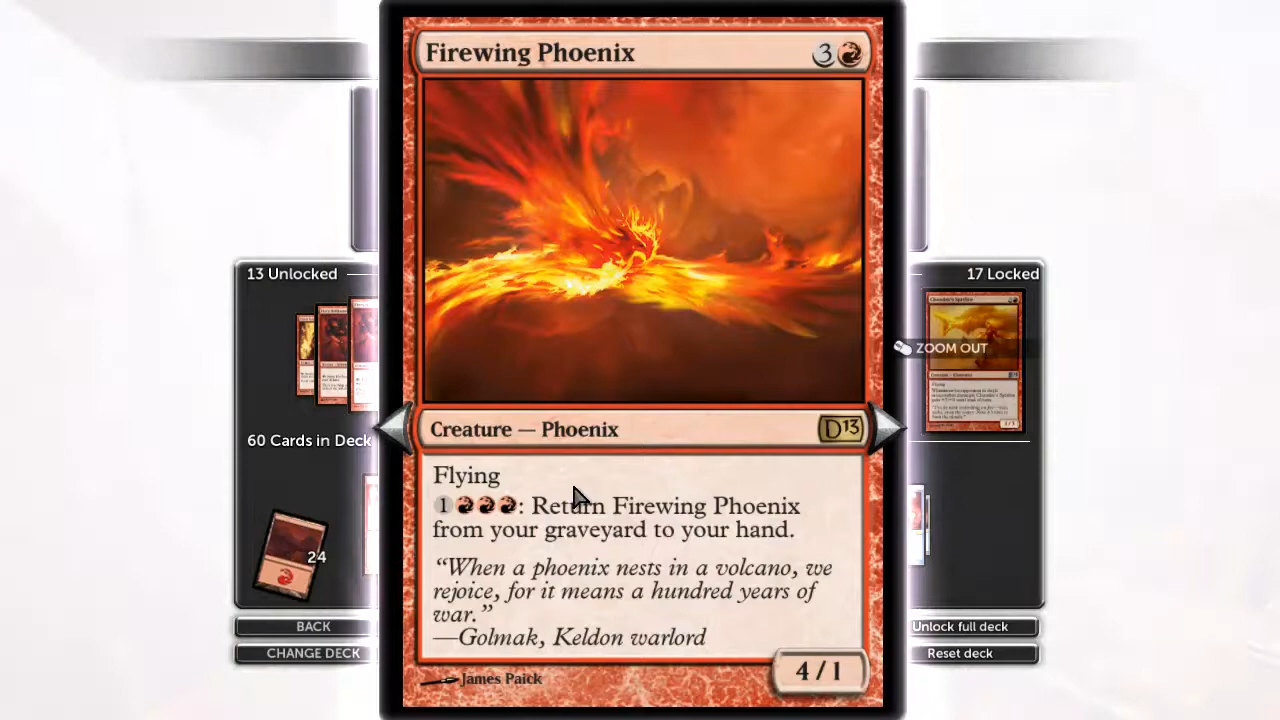 Firewing Phoenix
3
13 Unlocked
17 Locked
Chandra's Spitfire
ZOOM OUT
Creature — Phoenix
D13
60 Cards in Deck
Flying
1: Return Firewing Phoenix
from your graveyard to your hand.
“When a phoenix nests in a volcano, we
rejoice, for it means a hundred years of
war.”
—Golmak, Keldon warlord
24
BACK
CHANGE DECK
Unlock full deck
Reset deck
James Paick
4 / 1